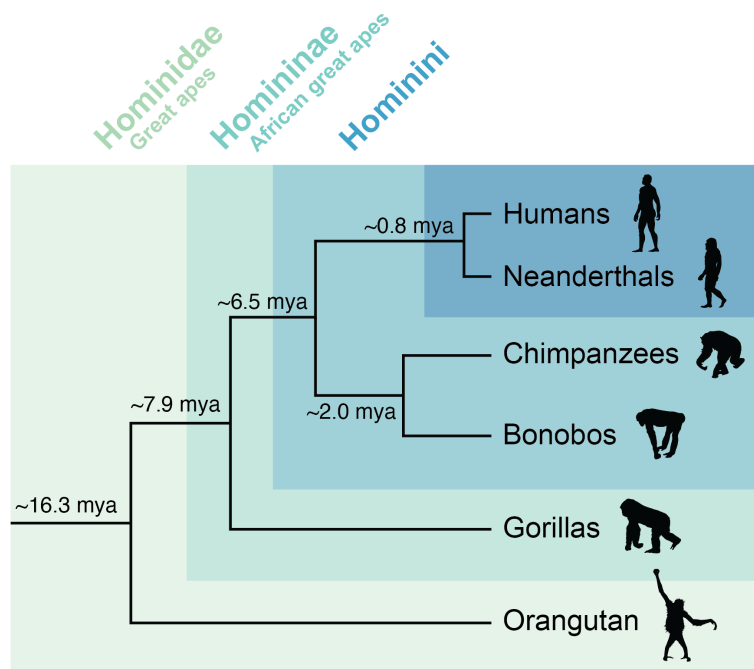 Hominidae
Great apes
Homininae
African great apes
Hominini
Humans
~0.8 mya
Neanderthals
~6.5 mya
Chimpanzees
~7.9 mya
~2.0 mya
Bonobos
~16.3 mya
Gorillas
Orangutan